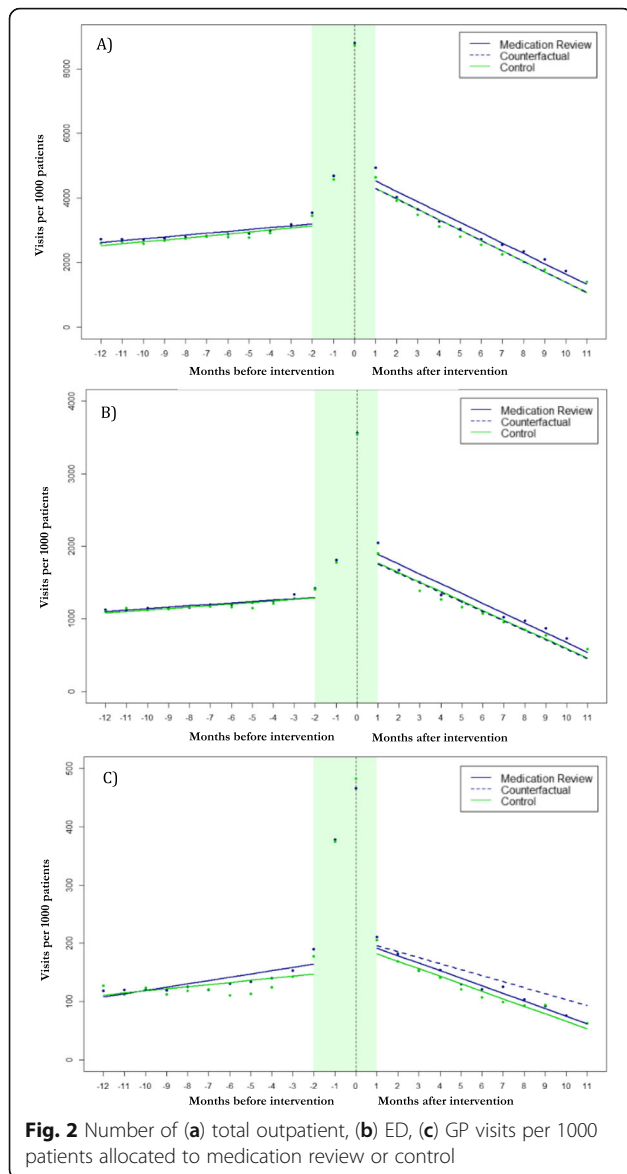 A)
Medication Review
Counterfactual
Control
Visits per 1000 patients
8000
6000
4000
2000
0
-12 -11 -10 -9 -8 -7 -6 -5 -4 -3 -2 -1 0 1 2 3 4 5 6 7 8 9 10 11
Months before intervention Months after intervention
B)
Medication Review
Counterfactual
Control
Visits per 1000 patients
4000
3000
2000
1000
0
-12 -11 -10 -9 -8 -7 -6 -5 -4 -3 -2 -1 0 1 2 3 4 5 6 7 8 9 10 11
Months before intervention Months after intervention
C)
Medication Review
Counterfactual
Control
Visits per 1000 patients
500
400
300
200
100
0
-12 -11 -10 -9 -8 -7 -6 -5 -4 -3 -2 -1 0 1 2 3 4 5 6 7 8 9 10 11
Months before intervention Months after intervention
Fig. 2 Number of (a) total outpatient, (b) ED, (c) GP visits per 1000
patients allocated to medication review or control